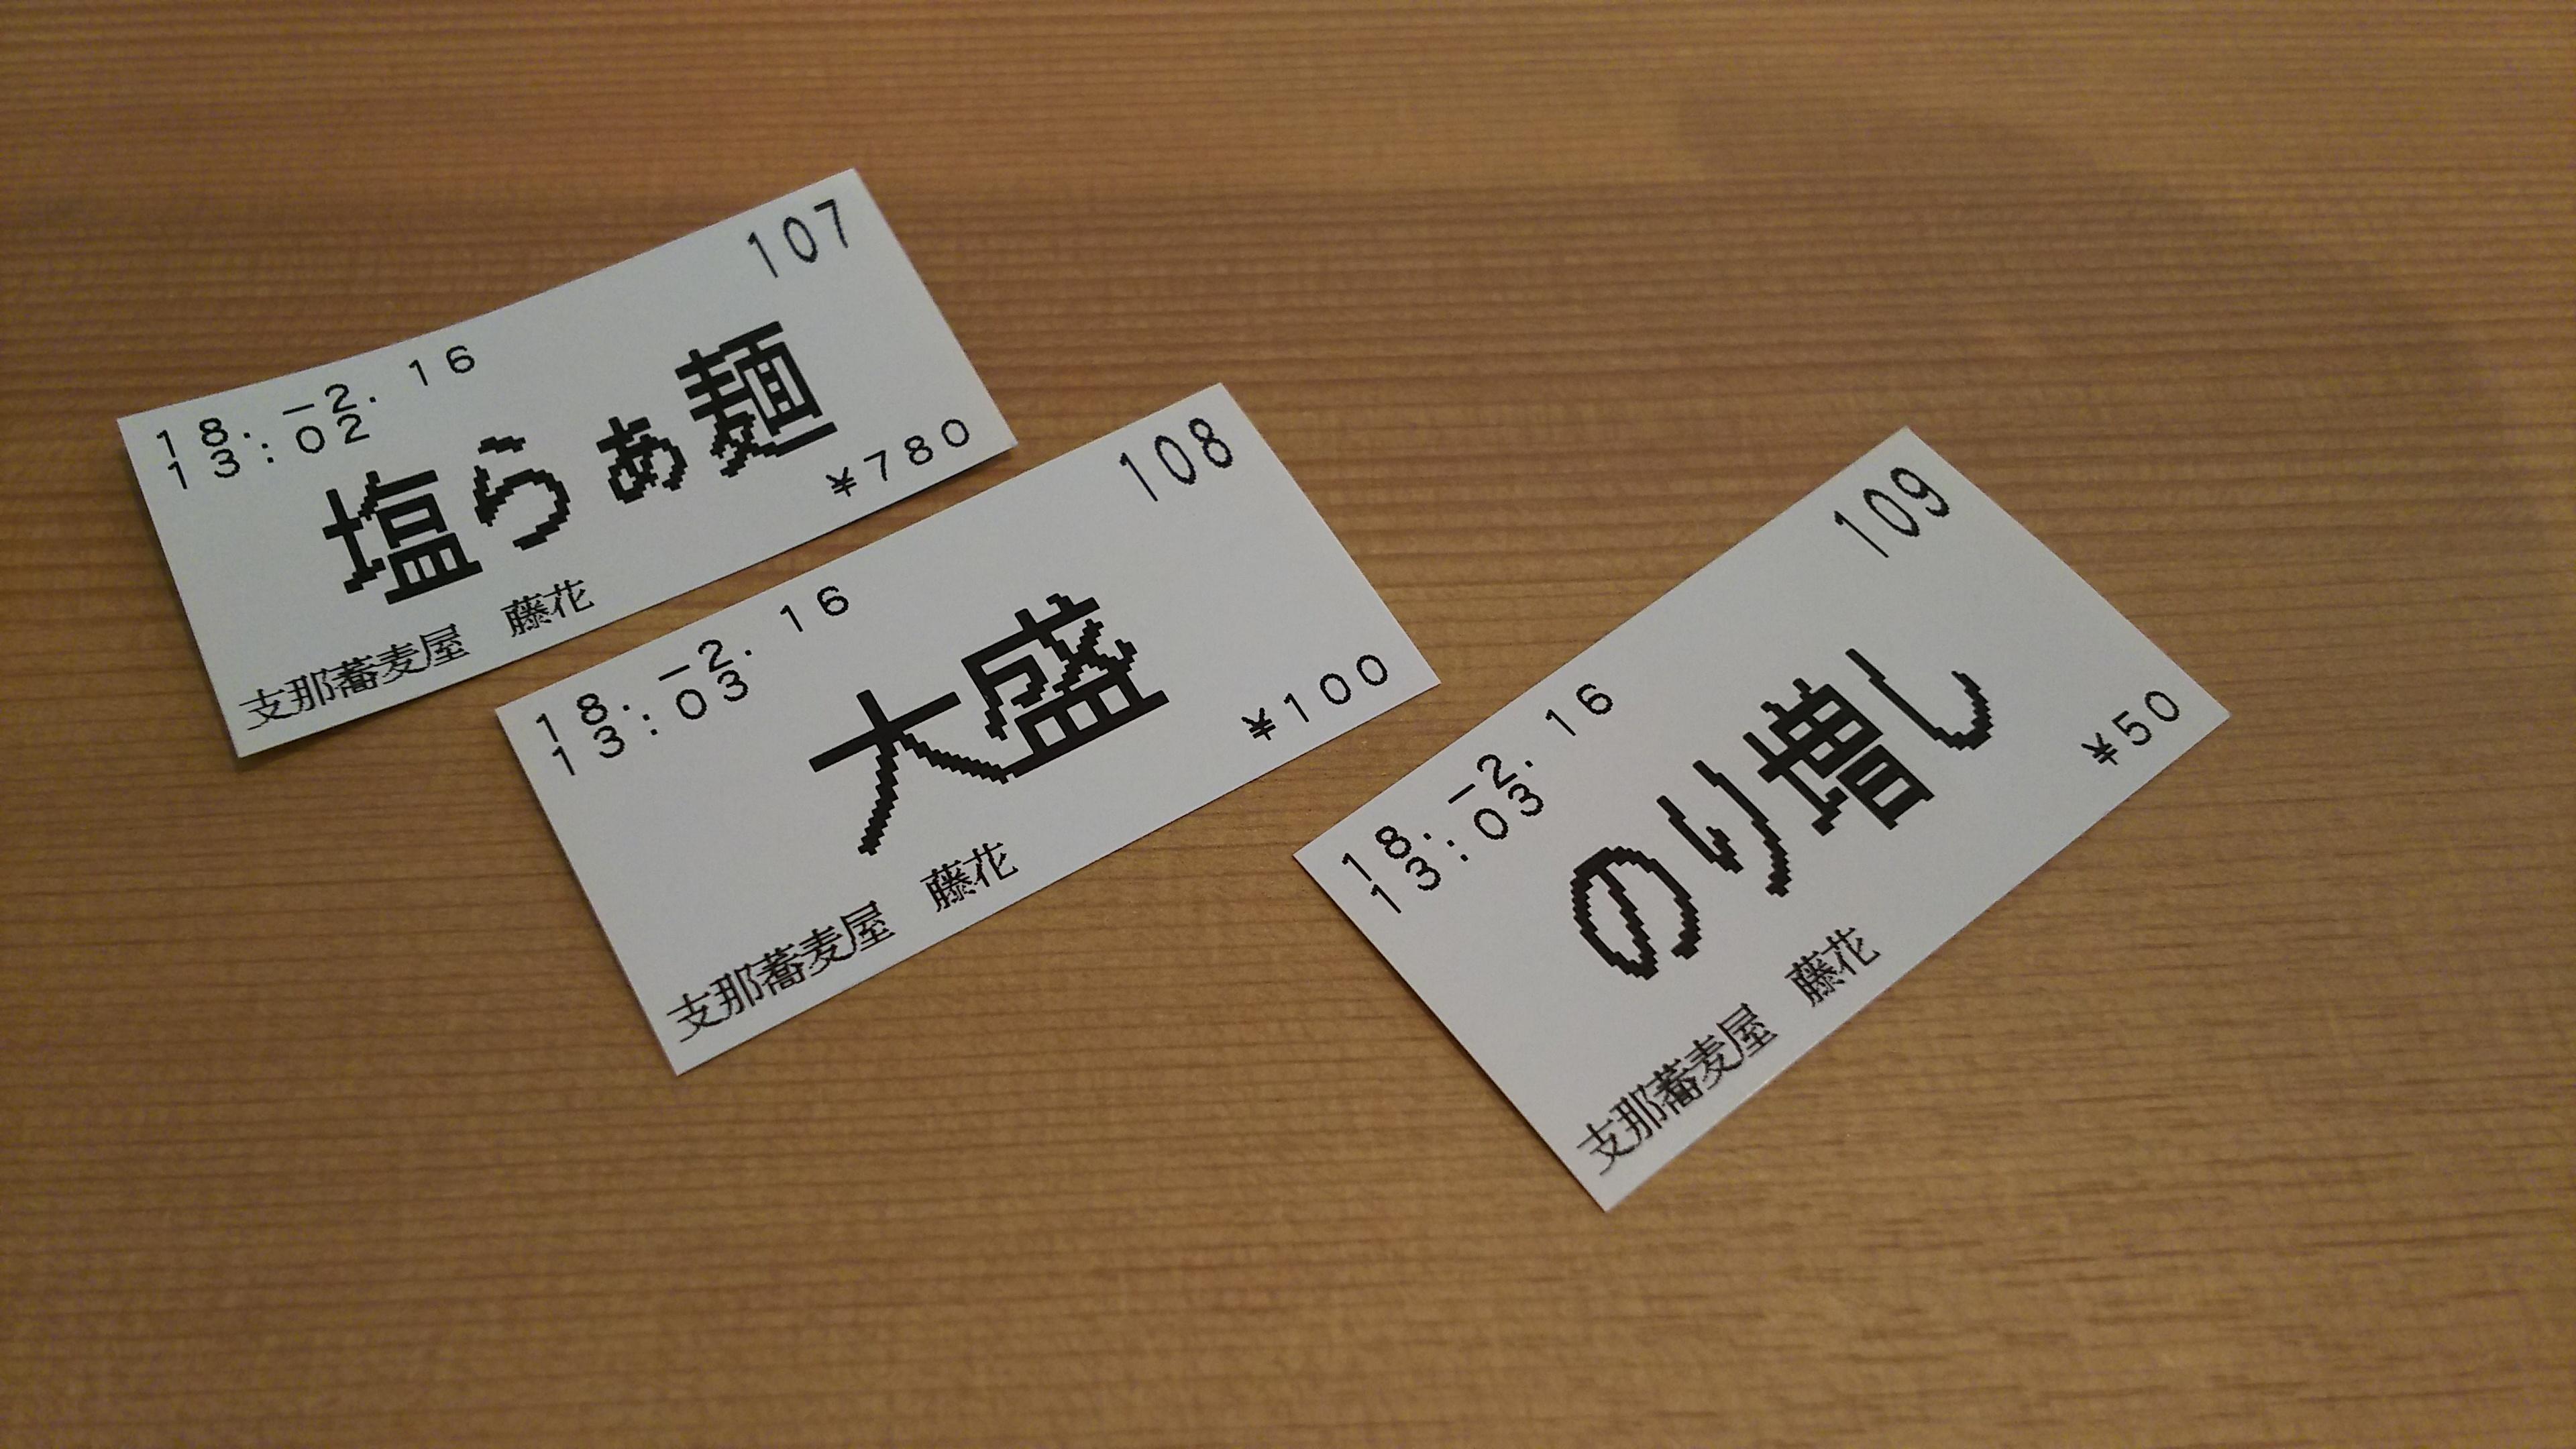 107
18.-2.16
13:02
塩らぁ麺
¥780
支那蕎麦屋 藤花
108
18.-2.16
13:03
大盛
¥100
支那蕎麦屋 藤花
109
18.-2.16
13:03
のり増し
¥50
支那蕎麦屋 藤花